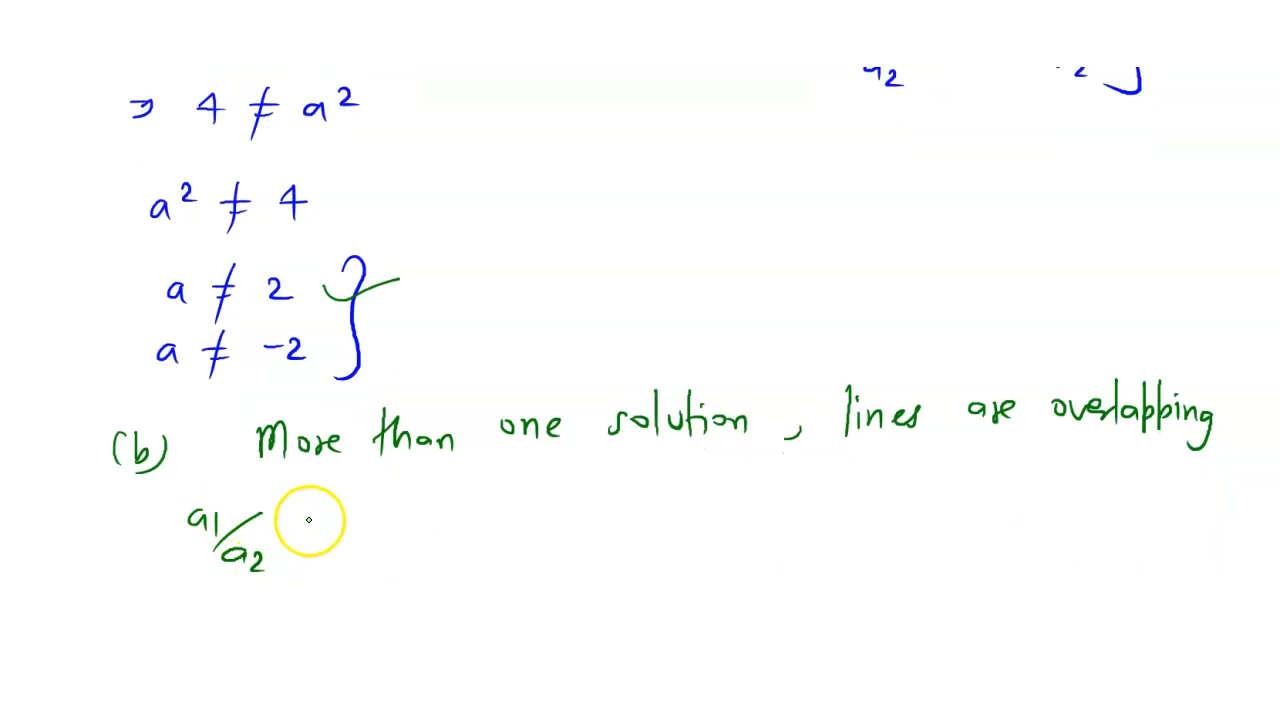 ⇒ 4 ≠ a²
a² ≠ 4
a ≠ 2
a ≠ -2
(b) More than one solution, lines are overlapping
a1/a2